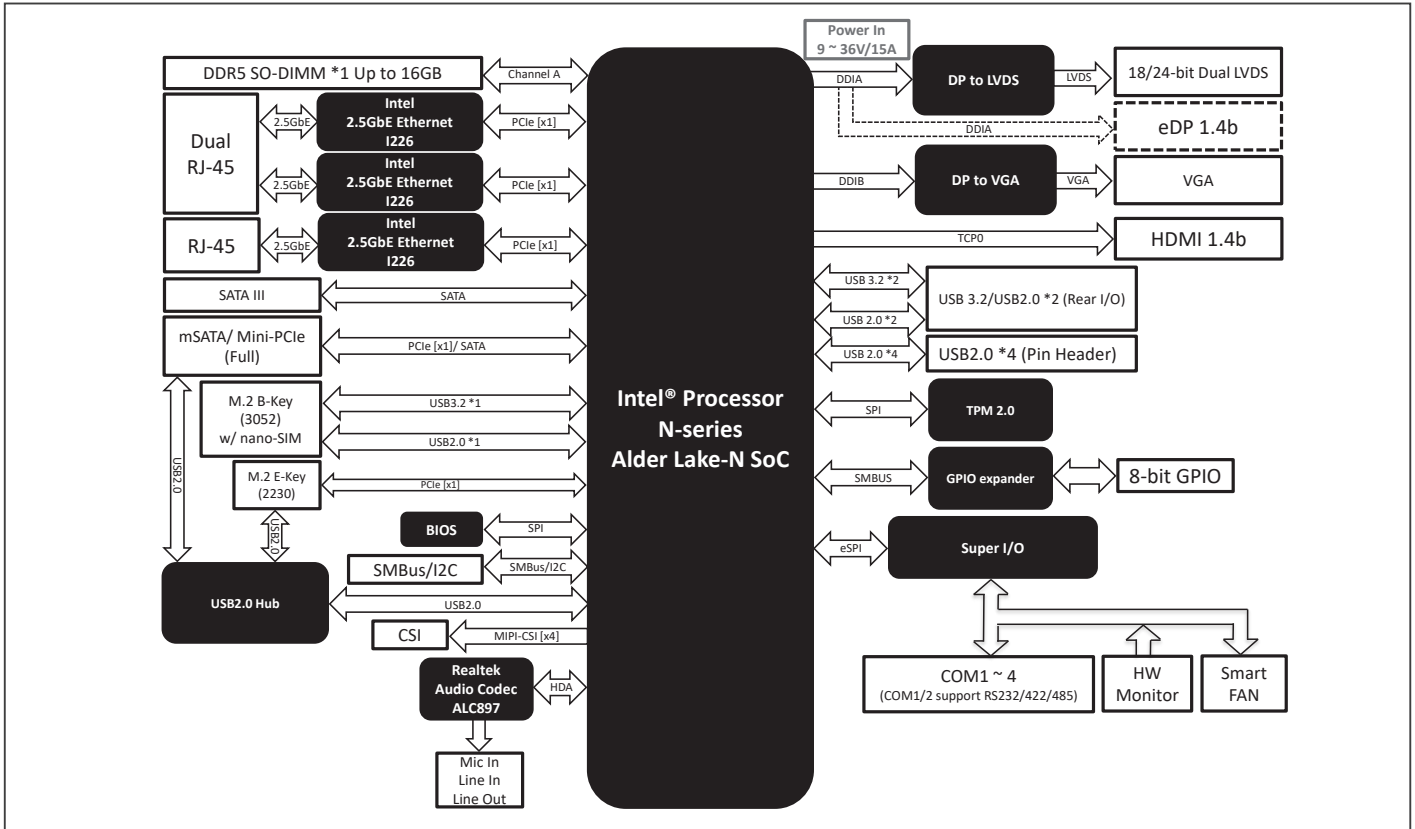 Power In
9 ~ 36V/15A
DDR5 SO-DIMM *1 Up to 16GB
Channel A
Dual
RJ-45
2.5GbE
Intel
2.5GbE Ethernet
I226
PCIe [x1]
2.5GbE
Intel
2.5GbE Ethernet
I226
PCIe [x1]
RJ-45
2.5GbE
Intel
2.5GbE Ethernet
I226
PCIe [x1]
SATA III
SATA
mSATA/ Mini-PCIe
(Full)
PCIe [x1]/ SATA
M.2 B-Key
(3052)
w/ nano-SIM
USB3.2 *1
USB2.0 *1
USB2.0
M.2 E-Key
(2230)
PCIe [x1]
USB2.0
BIOS
SPI
SMBus/I2C
SMBus/I2C
USB2.0 Hub
USB2.0
CSI
MIPI-CSI [x4]
Realtek
Audio Codec
ALC897
HDA
Mic In
Line In
Line Out
Intel® Processor
N-series
Alder Lake-N SoC
DDIA
DP to LVDS
LVDS
18/24-bit Dual LVDS
DDIA
eDP 1.4b
DDIB
DP to VGA
VGA
VGA
TCP0
HDMI 1.4b
USB 3.2 *2
USB 3.2/USB2.0 *2 (Rear I/O)
USB 2.0 *2
USB 2.0 *4
USB2.0 *4 (Pin Header)
SPI
TPM 2.0
SMBUS
GPIO expander
8-bit GPIO
eSPI
Super I/O
COM1 ~ 4
(COM1/2 support RS232/422/485)
HW
Monitor
Smart
FAN